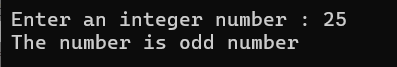 Enter an integer number : 25
The number is odd number